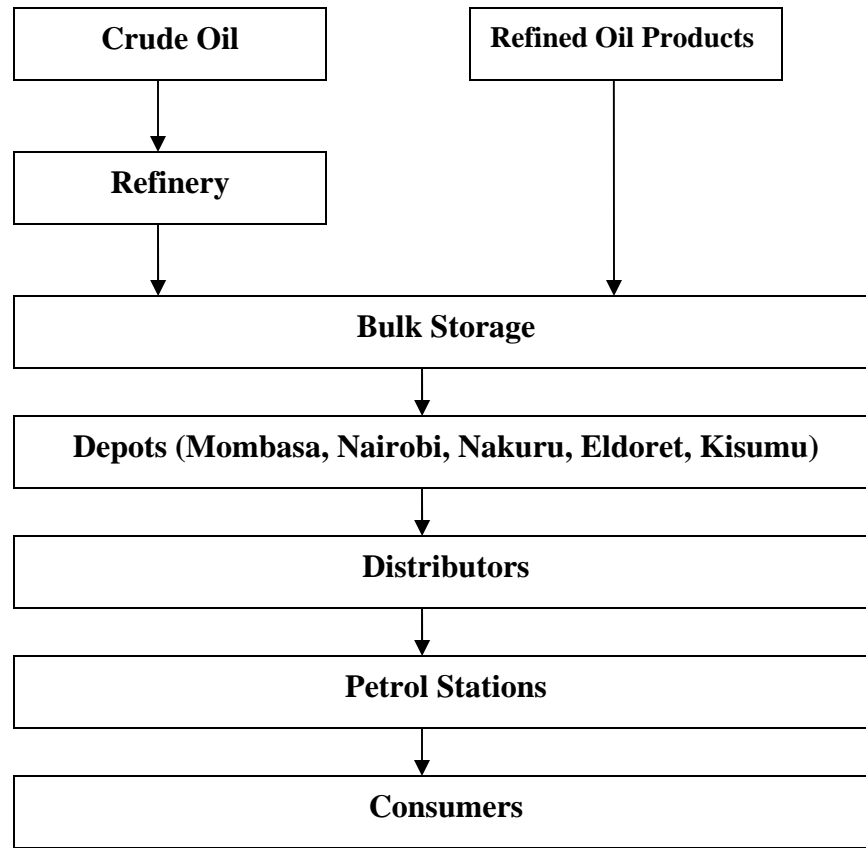 Crude Oil
Refined Oil Products
Refinery
Bulk Storage
Depots (Mombasa, Nairobi, Nakuru, Eldoret, Kisumu)
Distributors
Petrol Stations
Consumers